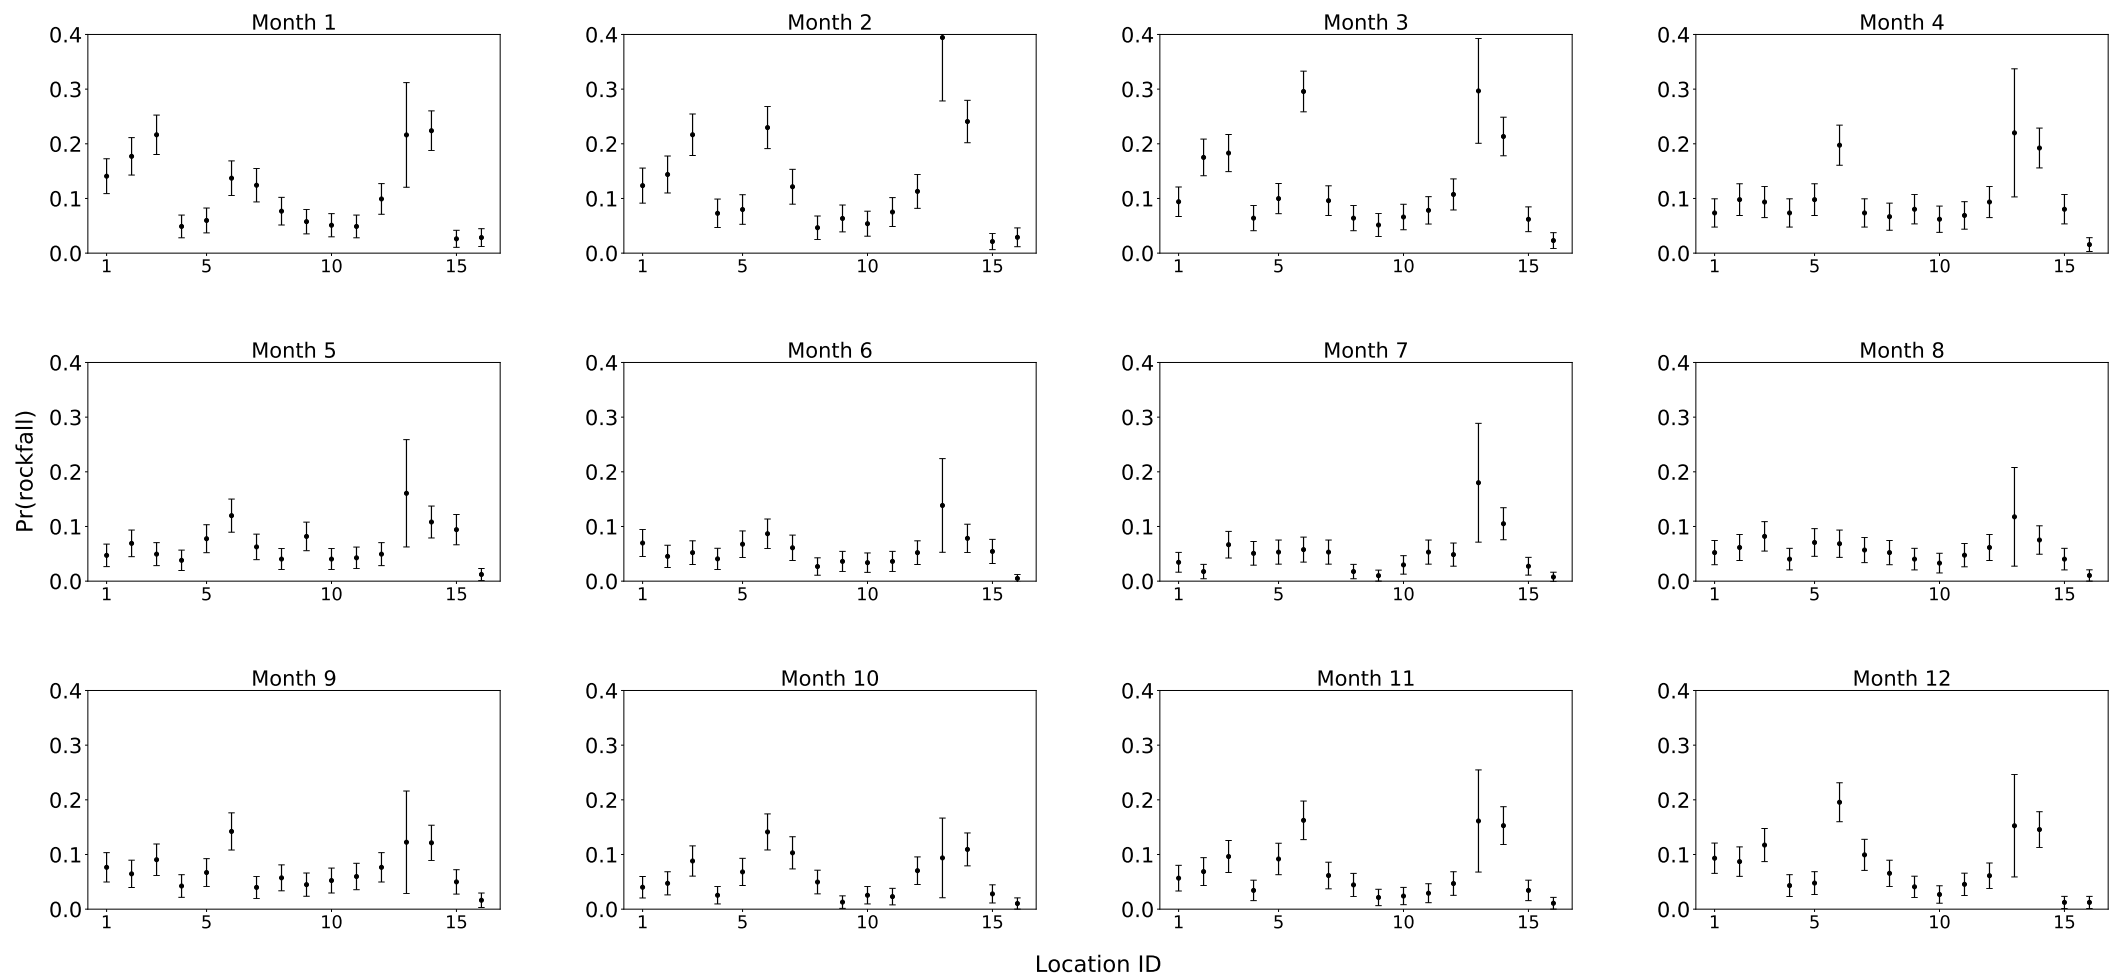 Month 1
Month 2
Month 3
Month 4
0.4 0.3 0.2 0.1 0.0
1 5 10 15
0.4 0.3 0.2 0.1 0.0
1 5 10 15
0.4 0.3 0.2 0.1 0.0
1 5 10 15
0.4 0.3 0.2 0.1 0.0
1 5 10 15
Pr(rockfall)
Month 5
Month 6
Month 7
Month 8
0.4 0.3 0.2 0.1 0.0
1 5 10 15
0.4 0.3 0.2 0.1 0.0
1 5 10 15
0.4 0.3 0.2 0.1 0.0
1 5 10 15
0.4 0.3 0.2 0.1 0.0
1 5 10 15
Month 9
Month 10
Month 11
Month 12
0.4 0.3 0.2 0.1 0.0
1 5 10 15
0.4 0.3 0.2 0.1 0.0
1 5 10 15
0.4 0.3 0.2 0.1 0.0
1 5 10 15
0.4 0.3 0.2 0.1 0.0
1 5 10 15
Location ID